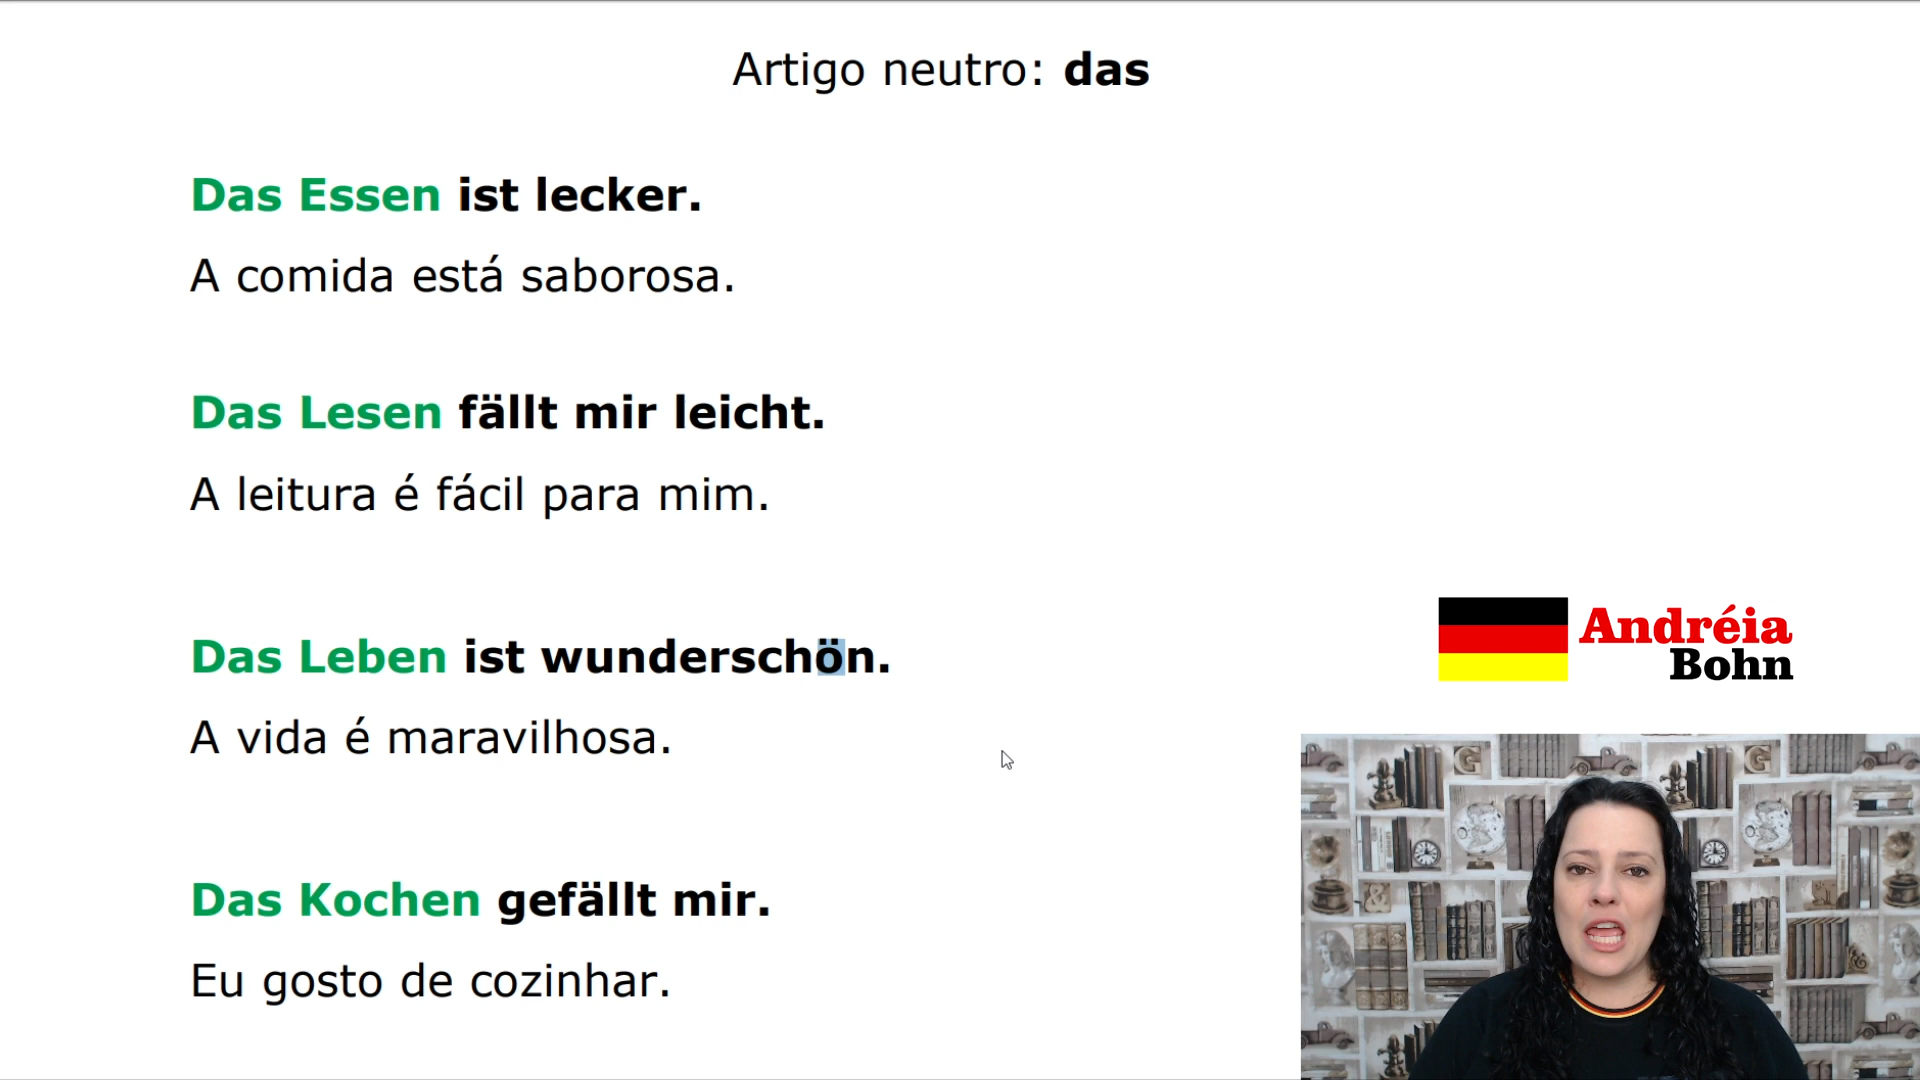 Artigo neutro: das
Das Essen ist lecker.
A comida está saborosa.
Das Lesen fällt mir leicht.
A leitura é fácil para mim.
Das Leben ist wunderschön.
A vida é maravilhosa.
Das Kochen gefällt mir.
Eu gosto de cozinhar.
Andréia
Bohn